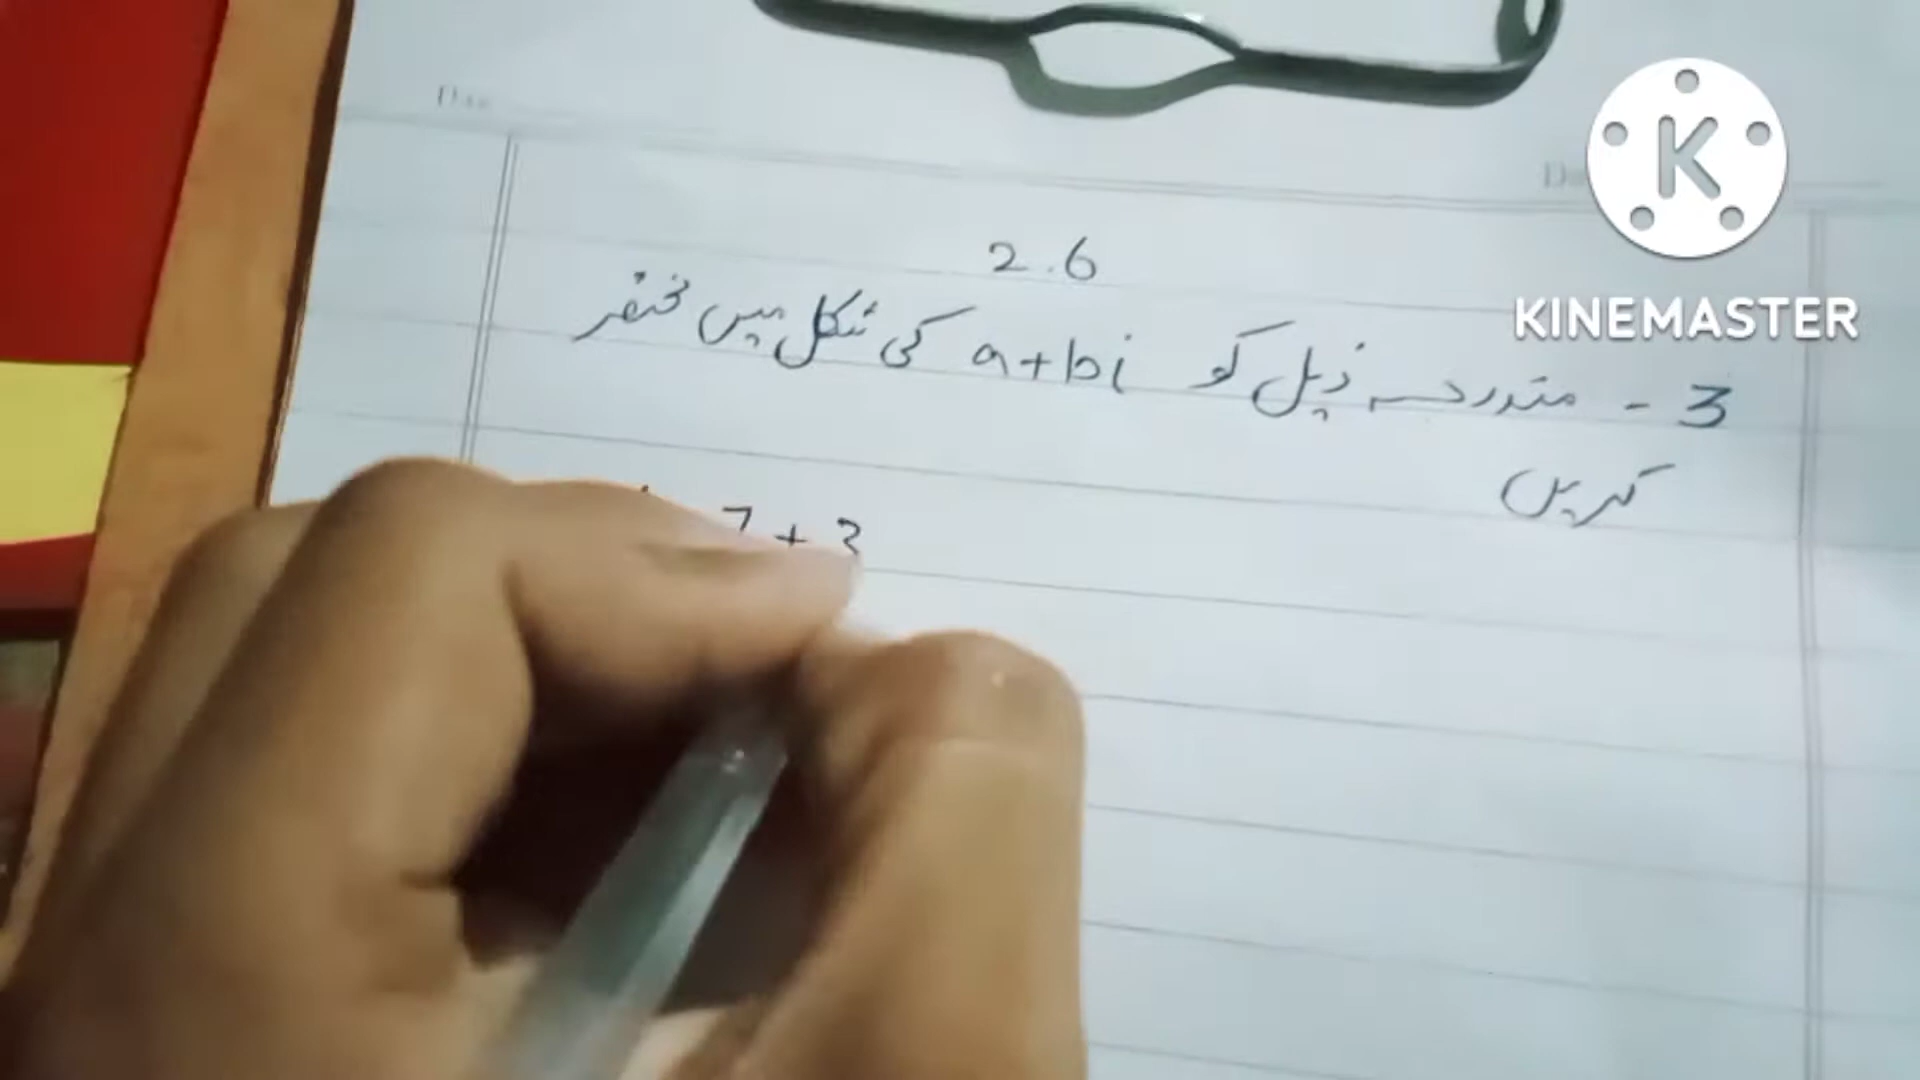 2.6
3 - مندرجہ ذیل کو a+bi کی شکل میں مختصر
کریں
7 + 3
KINEMASTER